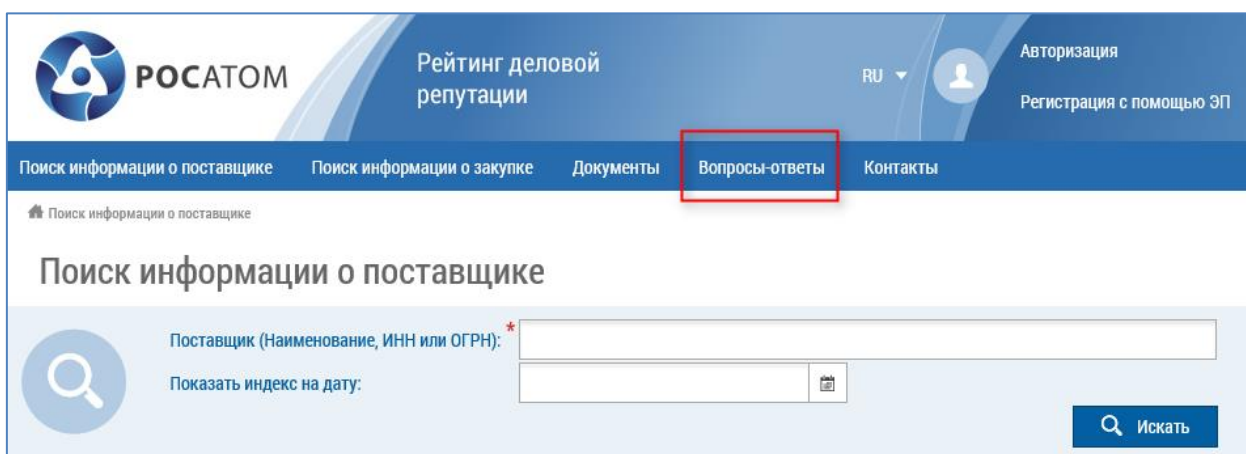 РОСАТОМ
Рейтинг деловой
репутации
RU
Авторизация
Регистрация с помощью ЭП
Поиск информации о поставщике Поиск информации о закупке Документы Вопросы-ответы Контакты
Поиск информации о поставщике
Поиск информации о поставщике
Поставщик (Наименование, ИНН или ОГРН): *
Показать индекс на дату:
Искать